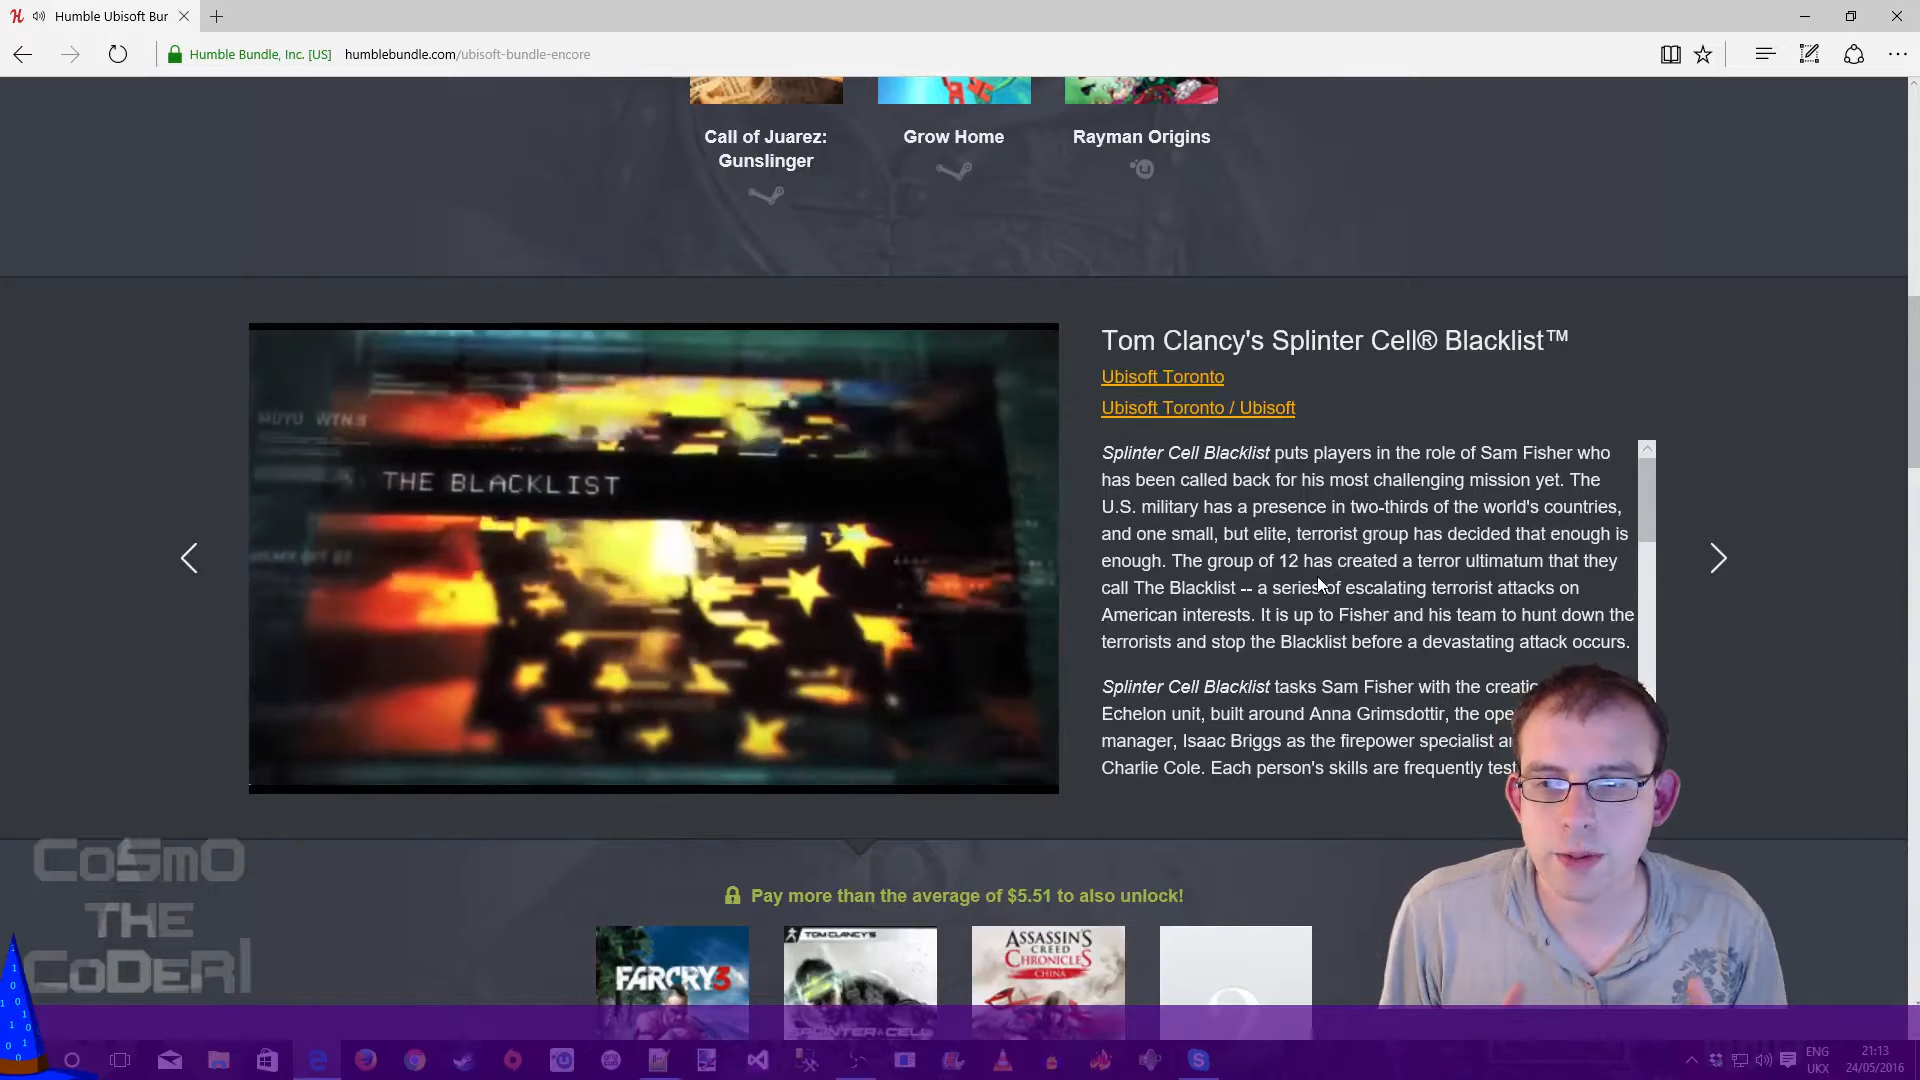 Humble Ubisoft Bur
Humble Bundle, Inc. [US]
humblebundle.com/ubisoft-bundle-encore
Call of Juarez:
Gunslinger
Grow Home
Rayman Origins
THE BLACKLIST
Tom Clancy's Splinter Cell® Blacklist™
Ubisoft Toronto
Ubisoft Toronto / Ubisoft
Splinter Cell Blacklist puts players in the role of Sam Fisher who
has been called back for his most challenging mission yet. The
U.S. military has a presence in two-thirds of the world's countries,
and one small, but elite, terrorist group has decided that enough is
enough. The group of 12 has created a terror ultimatum that they
call The Blacklist -- a series of escalating terrorist attacks on
American interests. It is up to Fisher and his team to hunt down the
terrorists and stop the Blacklist before a devastating attack occurs.
Splinter Cell Blacklist tasks Sam Fisher with the creatio
Echelon unit, built around Anna Grimsdottir, the ope
manager, Isaac Briggs as the firepower specialist ar
Charlie Cole. Each person's skills are frequently test
Pay more than the average of $5.51 to also unlock!
FARCRY3
TOM CLANCY'S
SPLINTER CELL
ASSASSIN'S
CREED
CHRONICLES
CHINA
CoSmO
THE
CoDeR
ENG
UKX
21:13
24/05/2016